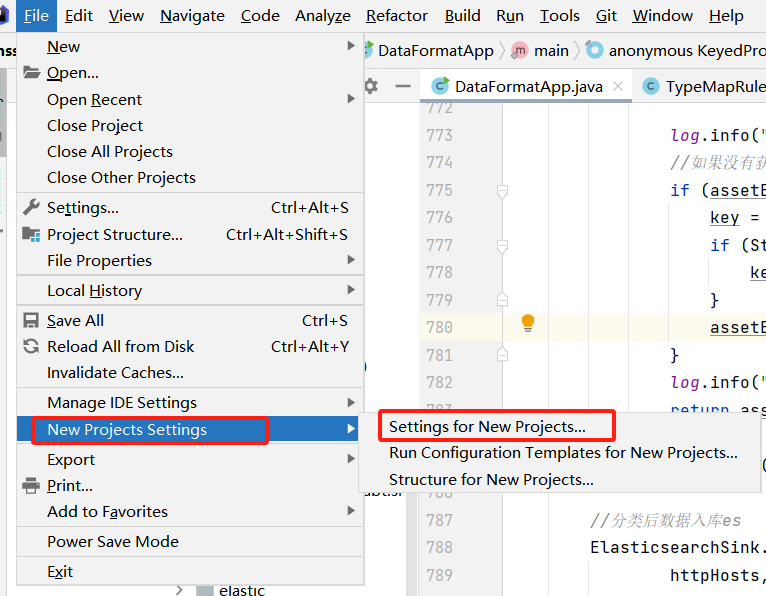 File Edit View Navigate Code Analyze Refactor Build Run Tools Git Window Help
DataFormatApp main anonymous KeyedPro
New
Open...
Open Recent
Close Project
Close All Projects
Close Other Projects
Settings... Ctrl+Alt+S
Project Structure... Ctrl+Alt+Shift+S
File Properties
Local History
Save All Ctrl+S
Reload All from Disk Ctrl+Alt+Y
Invalidate Caches...
Manage IDE Settings
New Projects Settings
Export
Print...
Add to Favorites
Power Save Mode
Exit
Settings for New Projects...
Run Configuration Templates for New Projects...
Structure for New Projects...
DataFormatApp.java TypeMapRule
772
773 log.info("
774 //如果没有获
775 if (assetE
776 key =
777 if (St
778 ke
779 }
780 assetE
781 }
782 log.info("
783 return ass
787 //分类后数据入库es
788 ElasticsearchSink.
789 httpHosts,
elastic